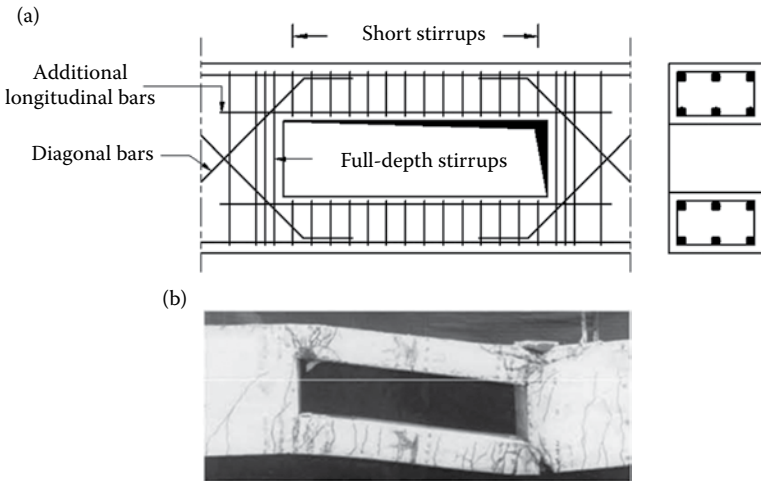 (a)
Short stirrups
Additional
longitudinal bars
Diagonal bars
Full-depth stirrups
(b)